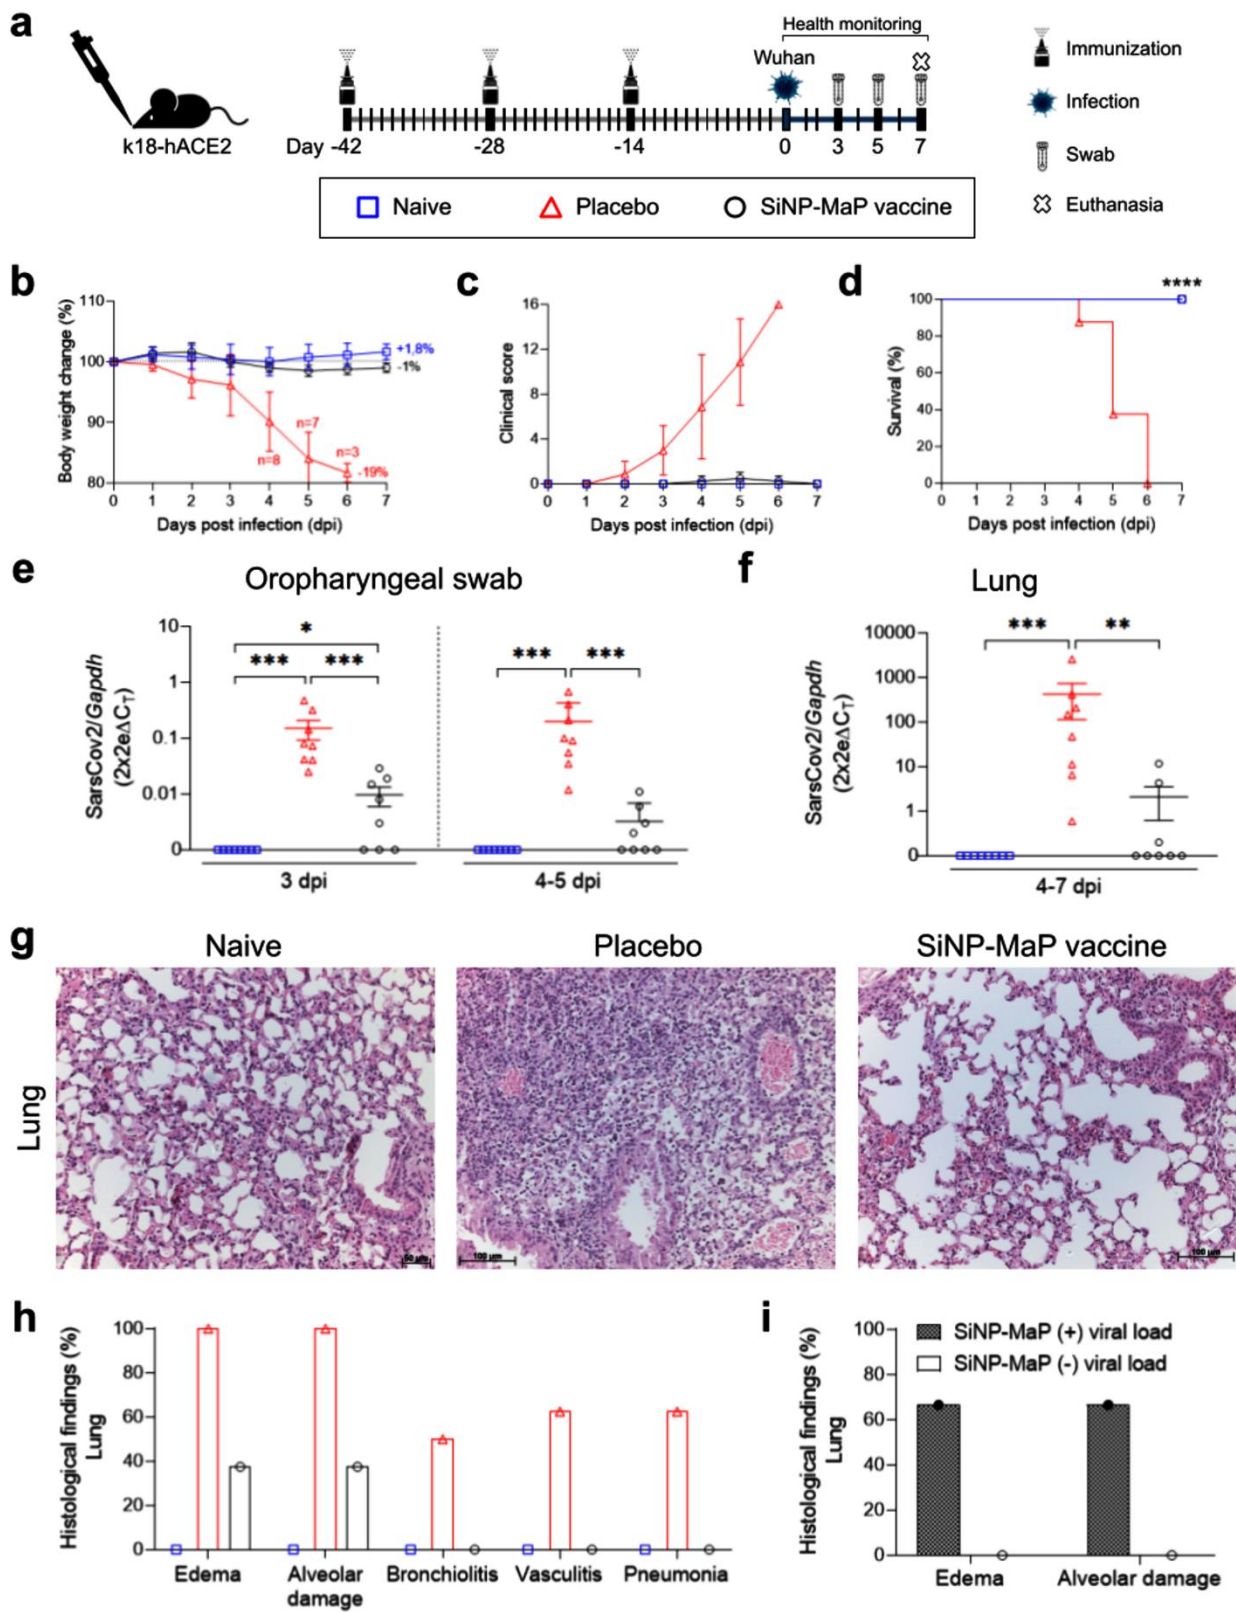 a
Health monitoring
Wuhan
Immunization
Infection
Swab
Euthanasia
k18-hACE2
Day -42 -28 -14 0 3 5 7
Naive Placebo SiNP-MaP vaccine
b
Body weight change (%)
110
100
90
80
+1,8%
-1%
n=7
n=8
n=3
-19%
0 1 2 3 4 5 6 7
Days post infection (dpi)
c
Clinical score
16
12
8
4
0
0 1 2 3 4 5 6 7
Days post infection (dpi)
d
****
Survival (%)
100
80
60
40
20
0
0 1 2 3 4 5 6 7
Days post infection (dpi)
e
Oropharyngeal swab
SarsCov2/Gapdh
(2x2eΔCT)
10
1
0.1
0.01
0
*
*** ***
*** ***
3 dpi 4-5 dpi
f
Lung
SarsCov2/Gapdh
(2x2eΔCT)
10000
1000
100
10
1
0
*** **
4-7 dpi
g
Naive Placebo SiNP-MaP vaccine
Lung
50 µm
100 µm
100 µm
h
Histological findings (%)
Lung
100
80
60
40
20
0
Edema Alveolar damage Bronchiolitis Vasculitis Pneumonia
i
Histological findings (%)
Lung
100
80
60
40
20
0
SiNP-MaP (+) viral load
SiNP-MaP (-) viral load
Edema Alveolar damage